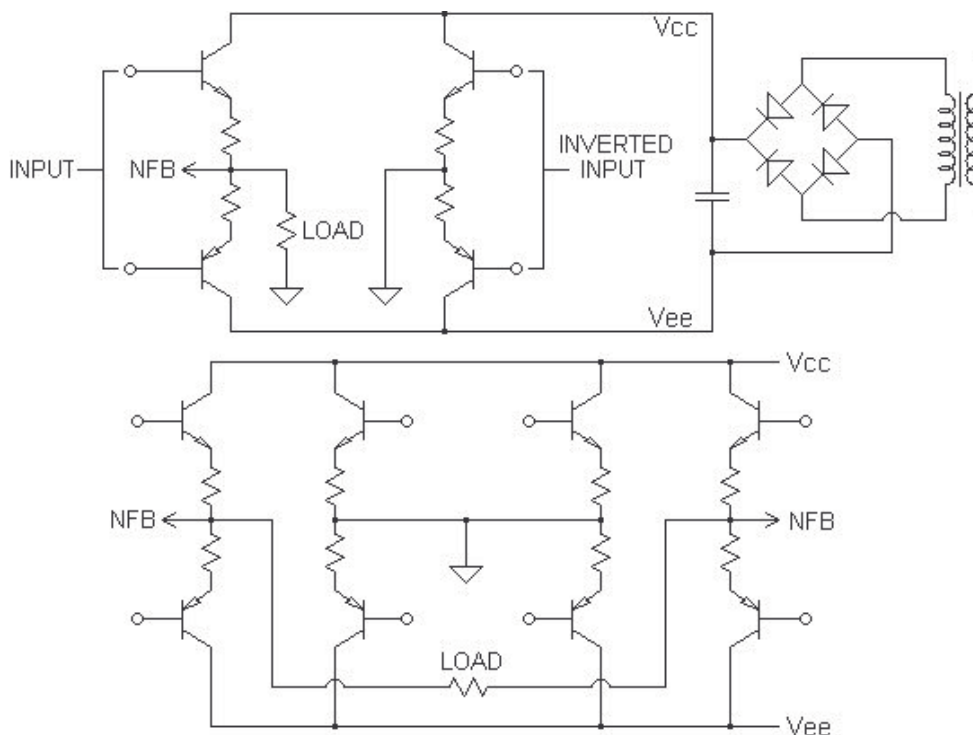 Vcc
INPUT
NFB
LOAD
INVERTED
INPUT
Vee
Vcc
NFB
NFB
LOAD
Vee